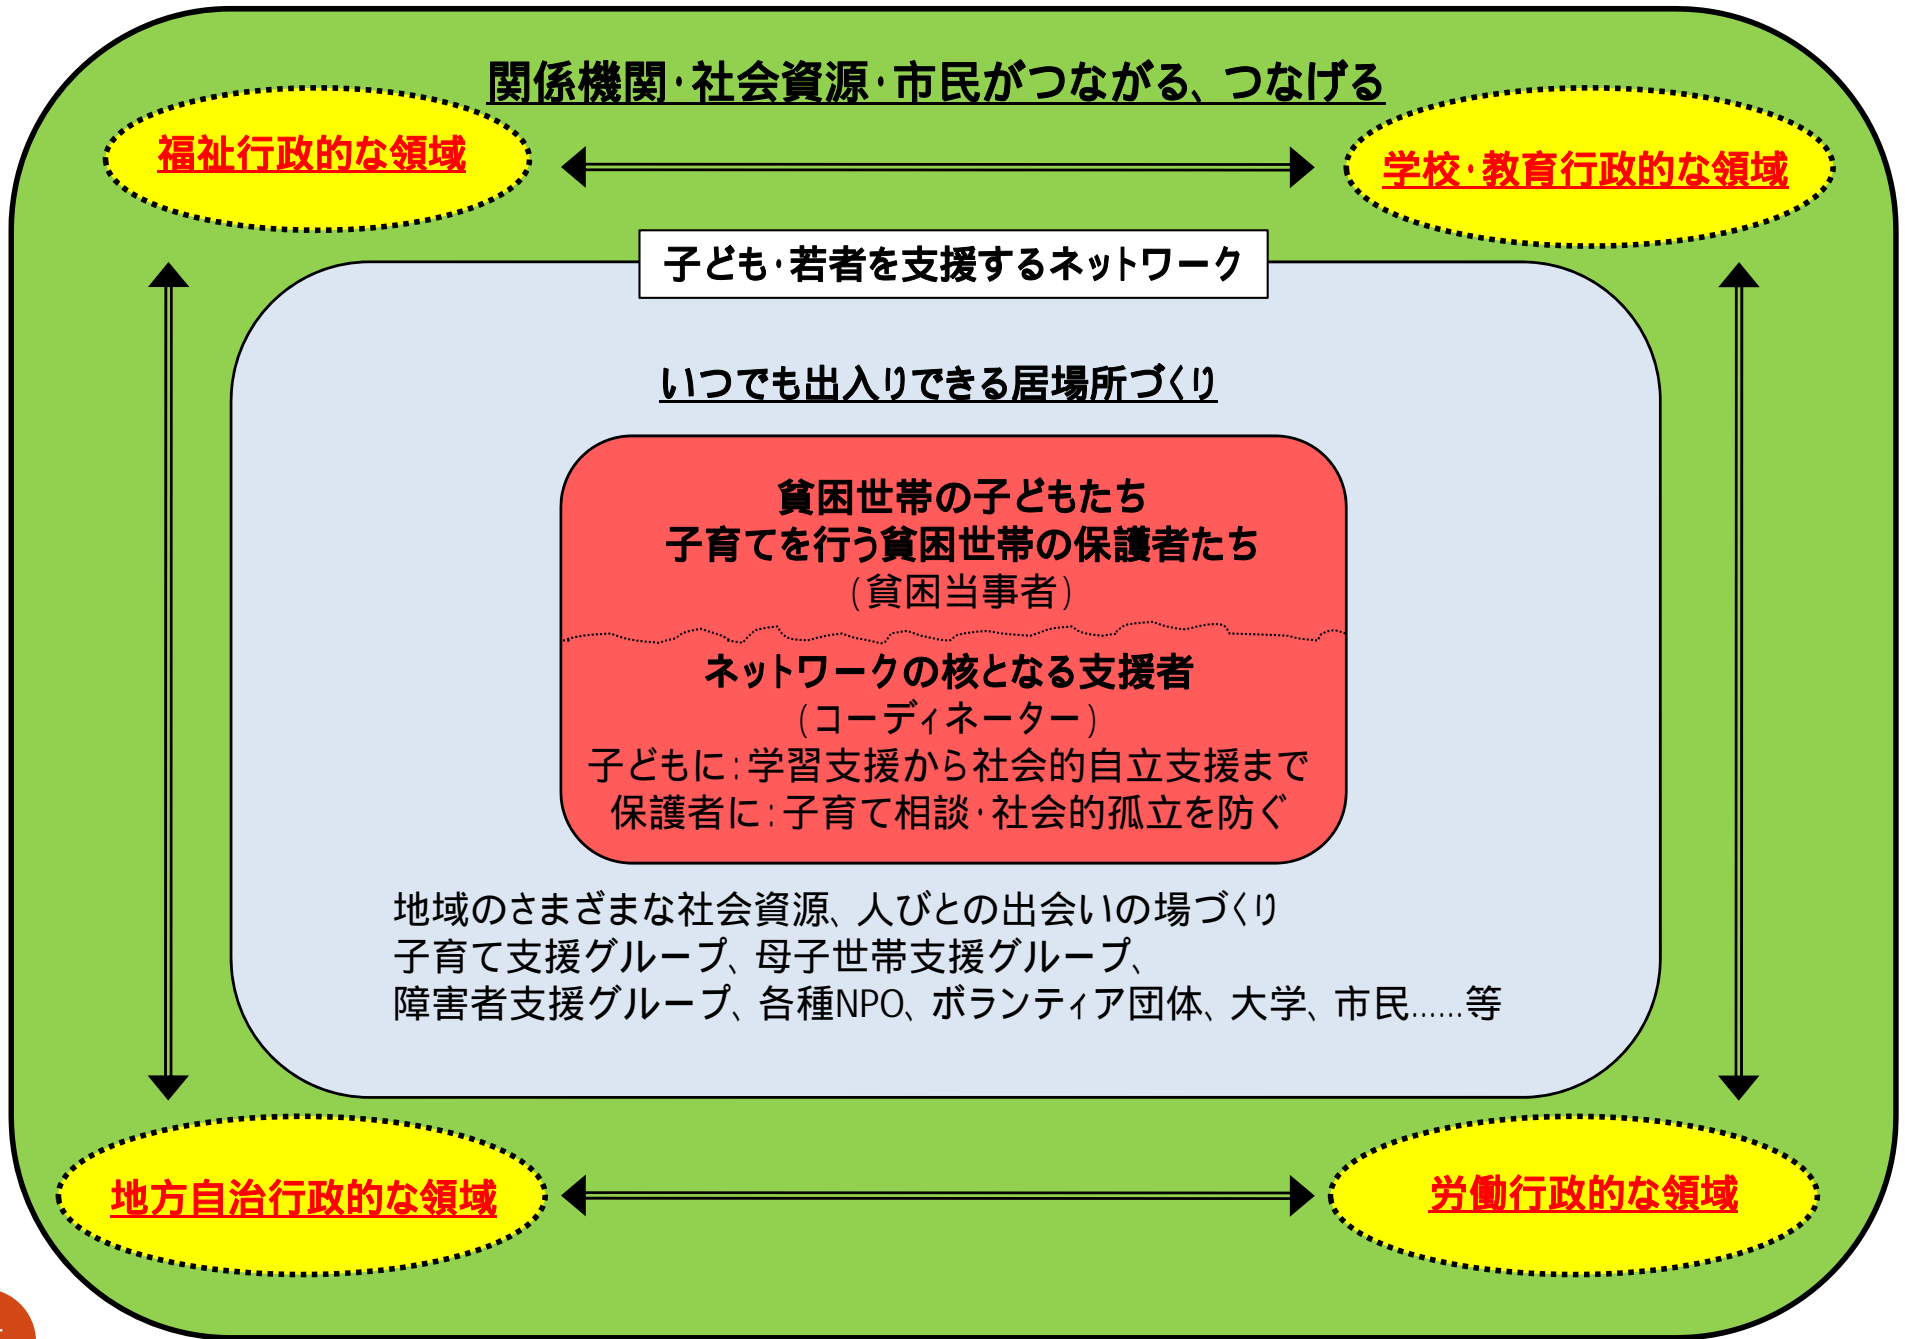 関係機関・社会資源・市民がつながる、つなげる
福祉行政的な領域
学校・教育行政的な領域
子ども・若者を支援するネットワーク
いつでも出入りできる居場所づくり
貧困世帯の子どもたち
子育てを行う貧困世帯の保護者たち
(貧困当事者)
ネットワークの核となる支援者
(コーディネーター)
子どもに:学習支援から社会的自立支援まで
保護者に:子育て相談・社会的孤立を防ぐ
地域のさまざまな社会資源、人びとの出会いの場づくり
子育て支援グループ、母子世帯支援グループ、
障害者支援グループ、各種NPO、ボランティア団体、大学、市民……等
地方自治行政的な領域
労働行政的な領域